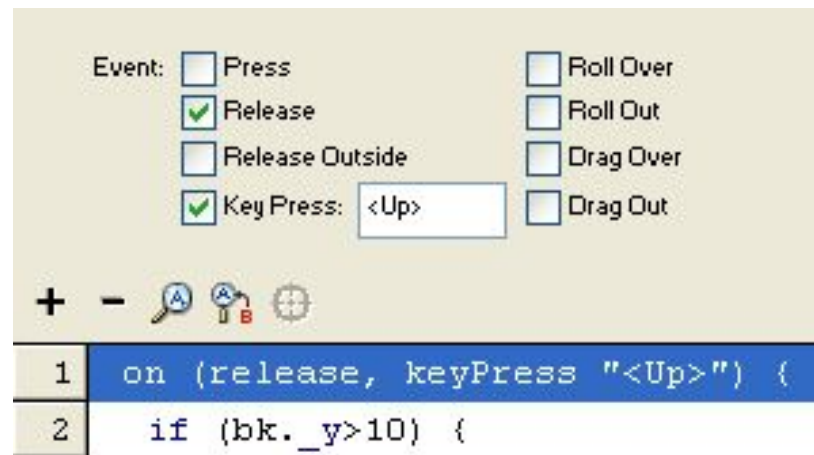 Event: Press Roll Over
Release Roll Out
Release Outside Drag Over
Key Press: <Up> Drag Out
+ - A A B
1 on (release, keyPress "<Up>") {
2 if (bk._y>10) {